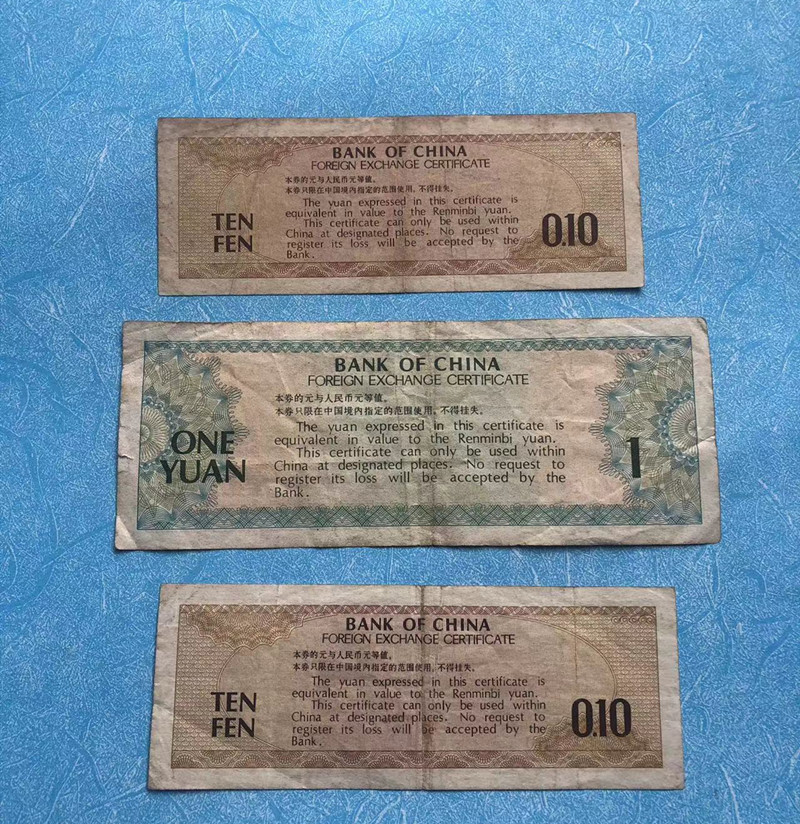 BANK OF CHINA
FOREIGN EXCHANGE CERTIFICATE
本券的元与人民币元等值。
本券只限在中国境内指定的范围使用,不得挂失。
The yuan expressed in this certificate is
equivalent in value to the Renminbi yuan.
This certificate can only be used within
China at designated places. No request to
register its loss will be accepted by the
Bank.
TEN
FEN
0.10
BANK OF CHINA
FOREIGN EXCHANGE CERTIFICATE
本券的元与人民币元等值。
本券只限在中国境内指定的范围使用,不得挂失。
The yuan expressed in this certificate is
equivalent in value to the Renminbi yuan.
This certificate can only be used within
China at designated places. No request to
register its loss will be accepted by the
Bank.
ONE
YUAN
1
BANK OF CHINA
FOREIGN EXCHANGE CERTIFICATE
本券的元与人民币元等值。
本券只限在中国境内指定的范围使用,不得挂失。
The yuan expressed in this certificate is
equivalent in value to the Renminbi yuan.
This certificate can only be used within
China at designated places. No request to
register its loss will be accepted by the
Bank.
TEN
FEN
0.10